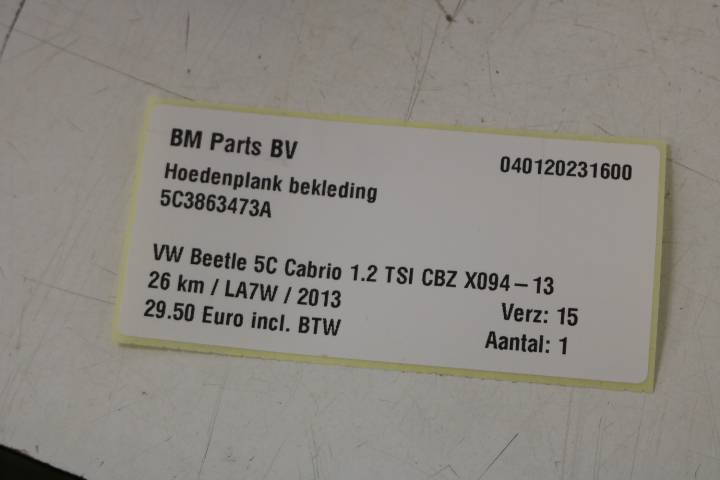 BM Parts BV
040120231600
Hoedenplank bekleding
5C3863473A
VW Beetle 5C Cabrio 1.2 TSI CBZ X094-13
26 km / LA7W / 2013
Verz: 15
29.50 Euro incl. BTW
Aantal: 1